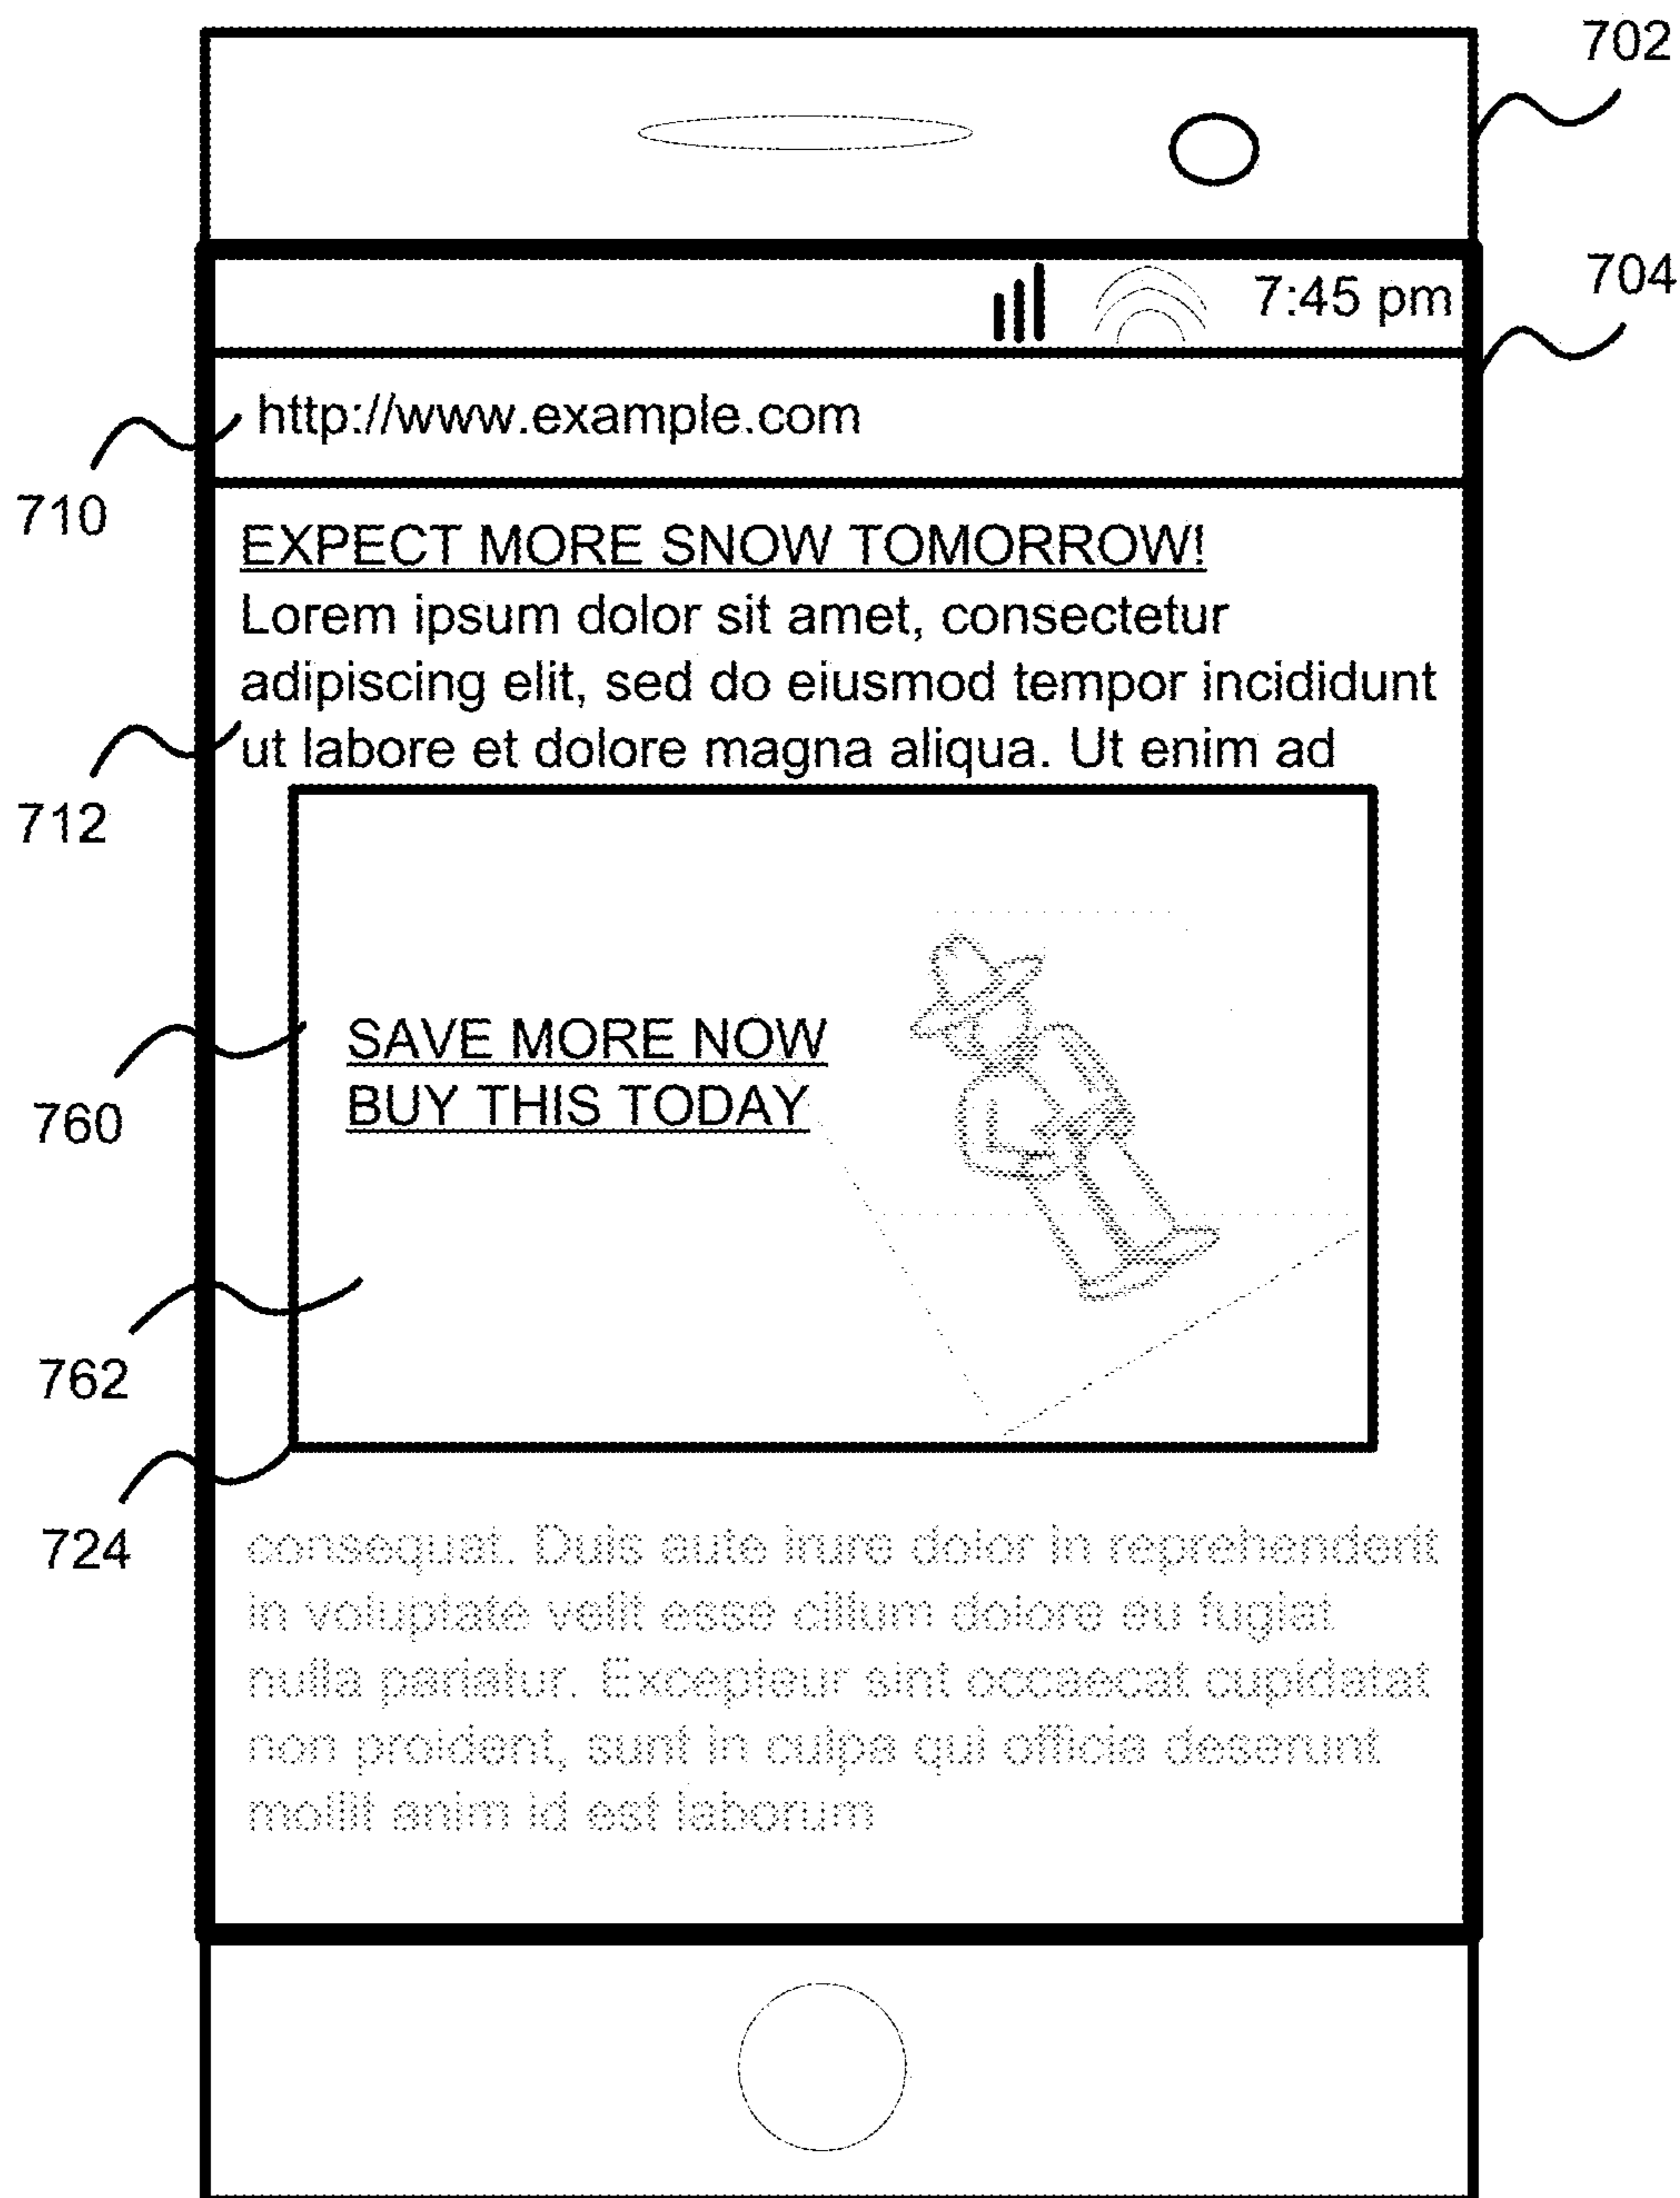 702
7:45 pm
704
http://www.example.com
710
EXPECT MORE SNOW TOMORROW!
Lorem ipsum dolor sit amet, consectetur
adipiscing elit, sed do eiusmod tempor incididunt
ut labore et dolore magna aliqua. Ut enim ad
712
SAVE MORE NOW
BUY THIS TODAY
760
762
724
consequat. Duis aute irure dolor in reprehenderit
in voluptate velit esse cillum dolore eu fugiat
nulla pariatur. Excepteur sint occaecat cupidatat
non proident, sunt in culpa qui officia deserunt
mollit anim id est laborum